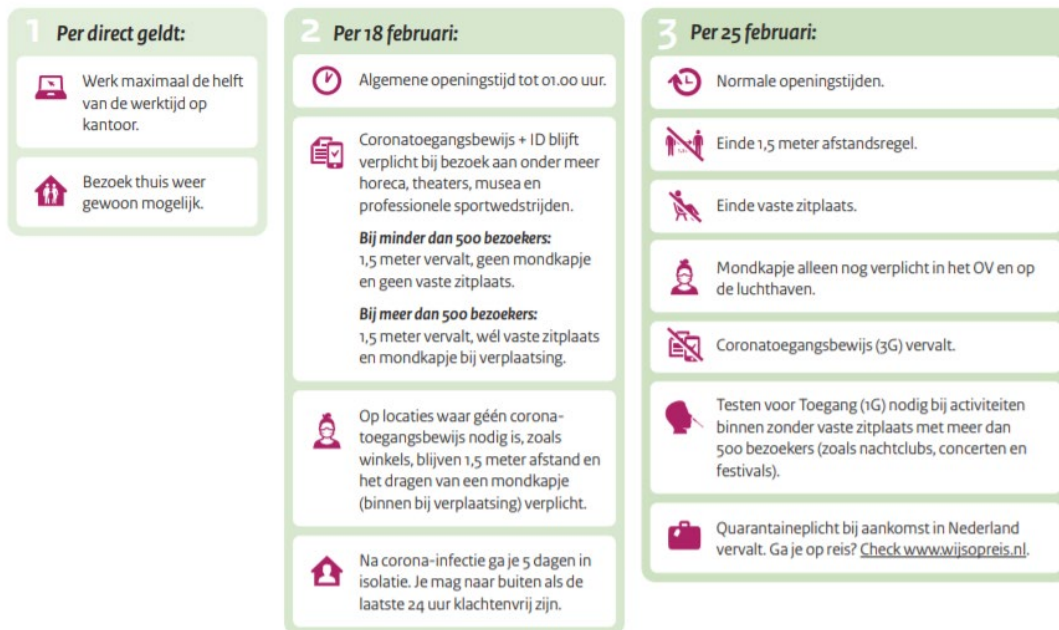 1 Per direct geldt:
Werk maximaal de helft
van de werktijd op
kantoor.
Bezoek thuis weer
gewoon mogelijk.
2 Per 18 februari:
Algemene openingstijd tot 01.00 uur.
Coronatoegangsbewijs + ID blijft
verplicht bij bezoek aan onder meer
horeca, theaters, musea en
professionele sportwedstrijden.
Bij minder dan 500 bezoekers:
1,5 meter vervalt, geen mondkapje
en geen vaste zitplaats.
Bij meer dan 500 bezoekers:
1,5 meter vervalt, wél vaste zitplaats
en mondkapje bij verplaatsing.
Op locaties waar géén corona-
toegangsbewijs nodig is, zoals
winkels, blijven 1,5 meter afstand en
het dragen van een mondkapje
(binnen bij verplaatsing) verplicht.
Na corona-infectie ga je 5 dagen in
isolatie. Je mag naar buiten als de
laatste 24 uur klachtenvrij zijn.
3 Per 25 februari:
Normale openingstijden.
Einde 1,5 meter afstandsregel.
Einde vaste zitplaats.
Mondkapje alleen nog verplicht in het OV en op
de luchthaven.
Coronatoegangsbewijs (3G) vervalt.
Testen voor Toegang (1G) nodig bij activiteiten
binnen zonder vaste zitplaats met meer dan
500 bezoekers (zoals nachtclubs, concerten en
festivals).
Quarantaineplicht bij aankomst in Nederland
vervalt. Ga je op reis? Check www.wijsopreis.nl.